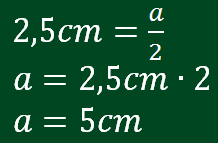 2,5cm = a/2
a = 2,5cm · 2
a = 5cm